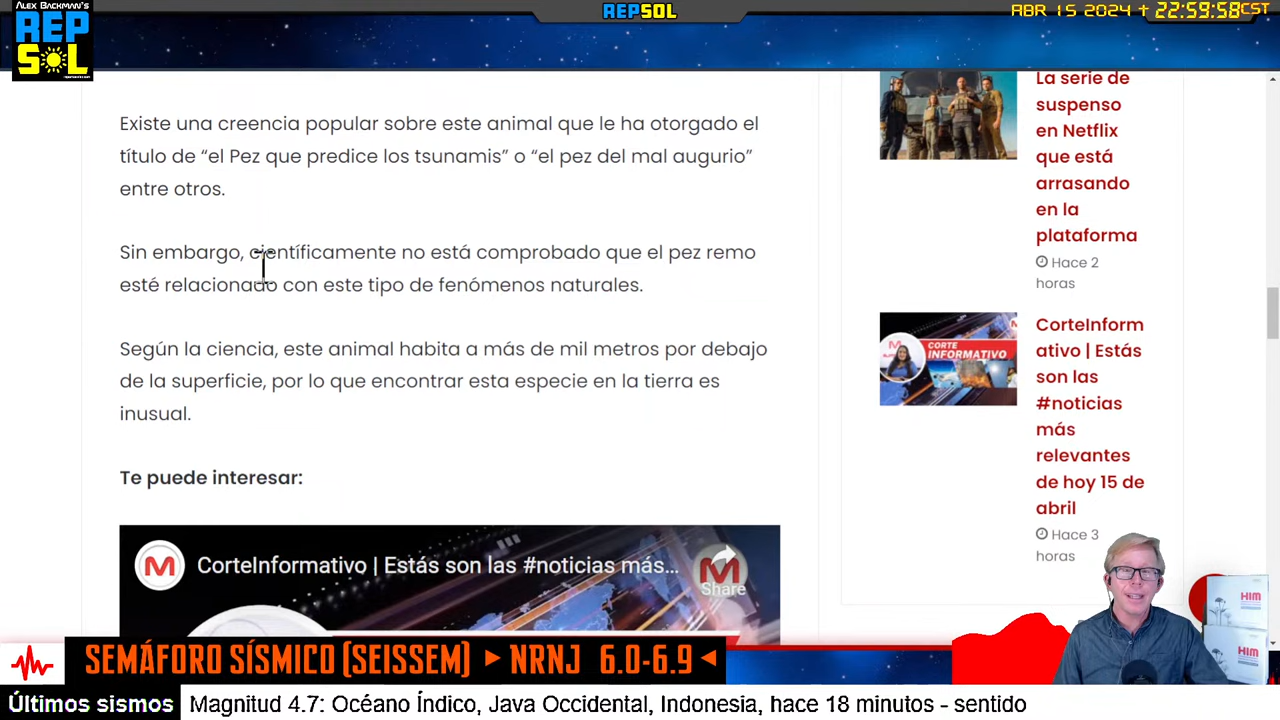 ALEX BACKMAN'S
REP
SOL
REPSOL
ABR 15 2024 † 22:59:58 CST
Existe una creencia popular sobre este animal que le ha otorgado el
título de “el Pez que predice los tsunamis” o “el pez del mal augurio”
entre otros.
Sin embargo, científicamente no está comprobado que el pez remo
esté relacionado con este tipo de fenómenos naturales.
Según la ciencia, este animal habita a más de mil metros por debajo
de la superficie, por lo que encontrar esta especie en la tierra es
inusual.
Te puede interesar:
M
CorteInformativo | Estás son las #noticias más...
Share
La serie de
suspenso
en Netflix
que está
arrasando
en la
plataforma
Hace 2
horas
M
CORTE
INFORMATIVO
CorteInform
ativo | Estás
son las
#noticias
más
relevantes
de hoy 15 de
abril
Hace 3
horas
HIM
HIM
SEMÁFORO SÍSMICO (SEISSEM) ► NRNJ 6.0-6.9 ◄
Últimos sismos Magnitud 4.7: Océano Índico, Java Occidental, Indonesia, hace 18 minutos - sentido